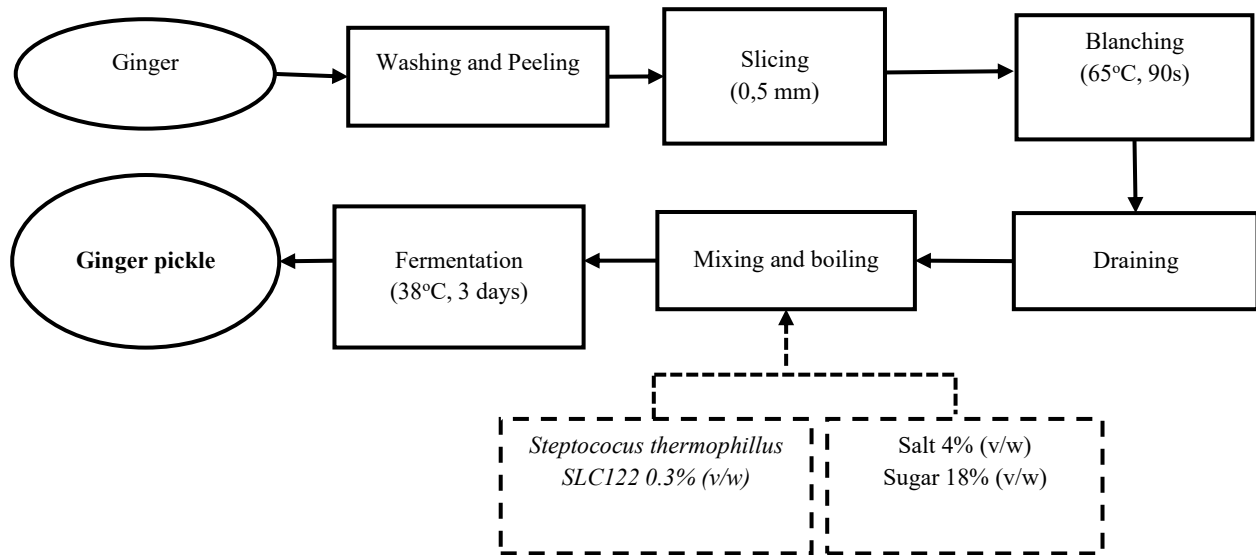 Ginger
Washing and Peeling
Slicing
(0,5 mm)
Blanching
(65°C, 90s)
Draining
Mixing and boiling
Fermentation
(38°C, 3 days)
Ginger pickle
Steptococus thermophillus
SLC122 0.3% (v/w)
Salt 4% (v/w)
Sugar 18% (v/w)